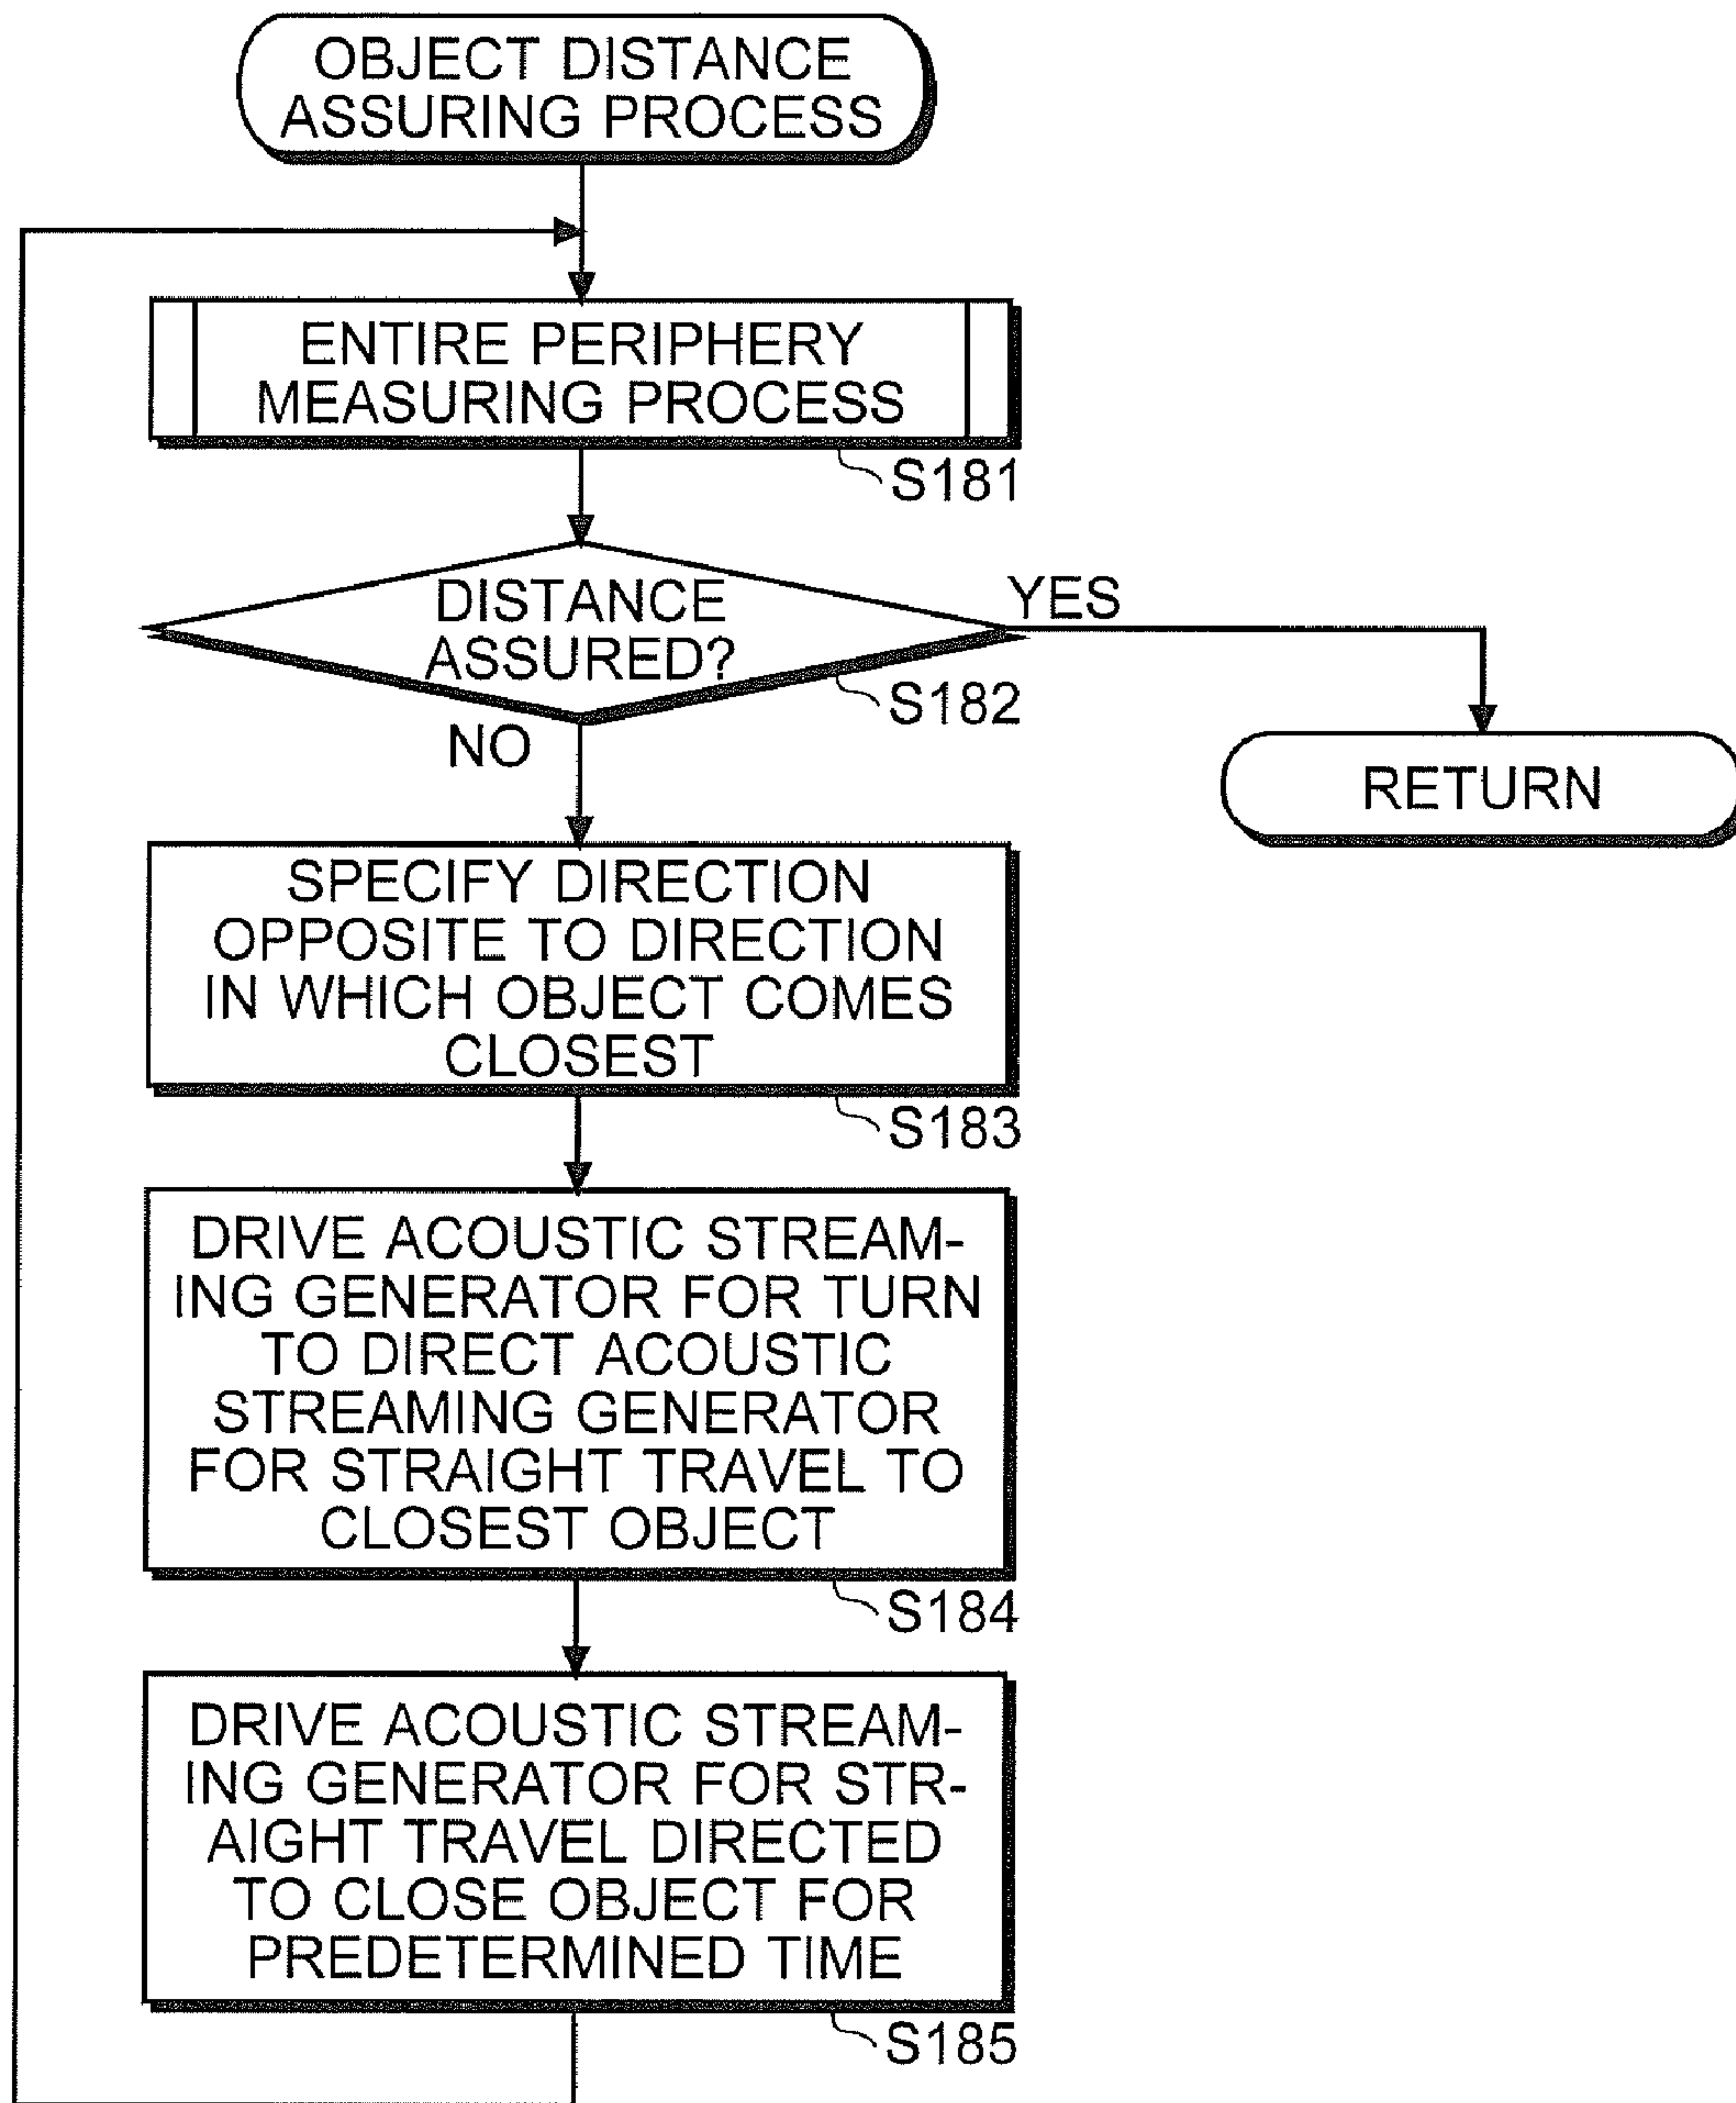 OBJECT DISTANCE
ASSURING PROCESS
ENTIRE PERIPHERY
MEASURING PROCESS
S181
DISTANCE
ASSURED?
YES
S182
NO
RETURN
SPECIFY DIRECTION
OPPOSITE TO DIRECTION
IN WHICH OBJECT COMES
CLOSEST
S183
DRIVE ACOUSTIC STREAM-
ING GENERATOR FOR TURN
TO DIRECT ACOUSTIC
STREAMING GENERATOR
FOR STRAIGHT TRAVEL TO
CLOSEST OBJECT
S184
DRIVE ACOUSTIC STREAM-
ING GENERATOR FOR STR-
AIGHT TRAVEL DIRECTED
TO CLOSE OBJECT FOR
PREDETERMINED TIME
S185